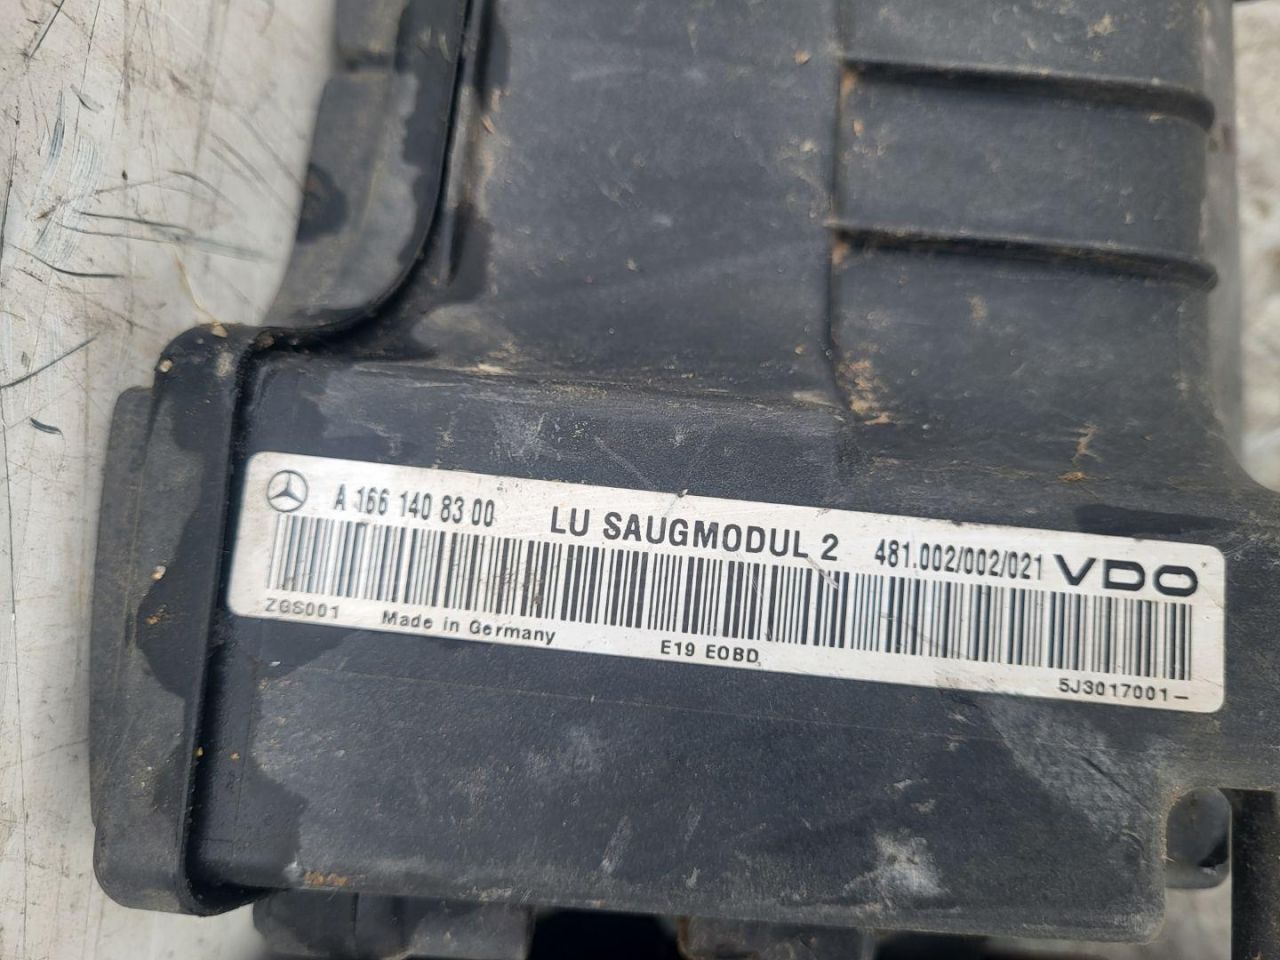 A 166 140 83 00 LU SAUGMODUL 2 481.002/002/021 VDO
ZGS001 Made in Germany E19 EOBD 5J3017001-